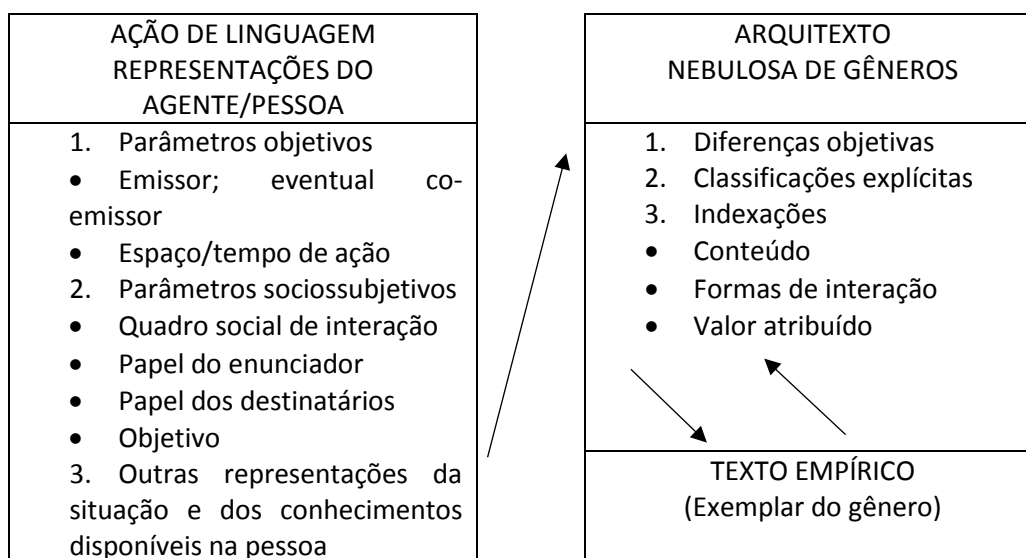 AÇÃO DE LINGUAGEM
REPRESENTAÇÕES DO
AGENTE/PESSOA
1. Parâmetros objetivos
• Emissor; eventual co-
emissor
• Espaço/tempo de ação
2. Parâmetros sociossubjetivos
• Quadro social de interação
• Papel do enunciador
• Papel dos destinatários
• Objetivo
3. Outras representações da
situação e dos conhecimentos
disponíveis na pessoa
ARQUITEXTO
NEBULOSA DE GÊNEROS
1. Diferenças objetivas
2. Classificações explícitas
3. Indexações
• Conteúdo
• Formas de interação
• Valor atribuído
TEXTO EMPÍRICO
(Exemplar do gênero)